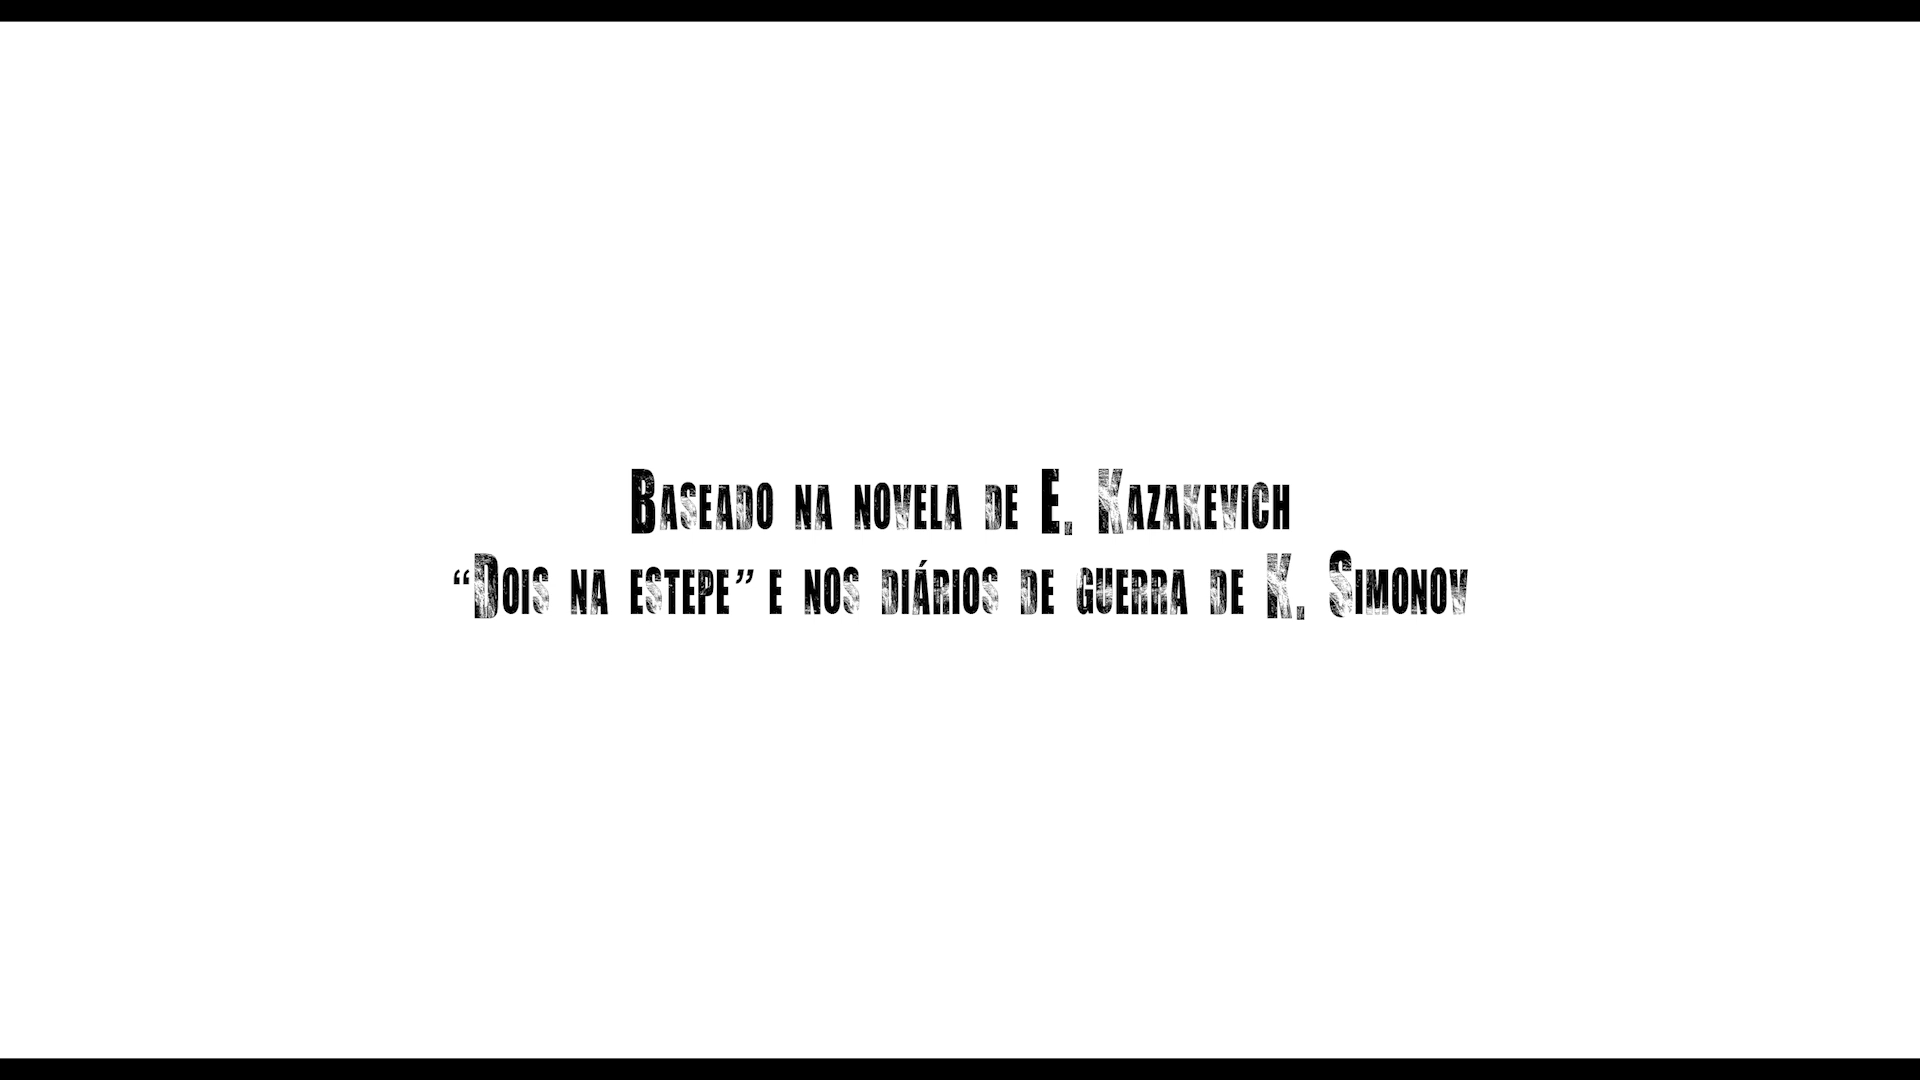 Baseado na novela de E. Kazakevich
“Dois na estepe” e nos diários de guerra de K. Simonov